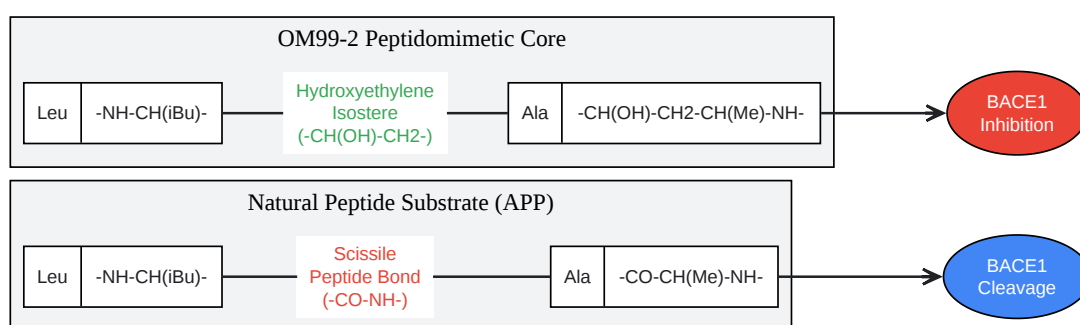 OM99-2 Peptidomimetic Core
Leu
-NH-CH(iBu)-
Hydroxyethylene
Isostere
(-CH(OH)-CH2-)
Ala
-CH(OH)-CH2-CH(Me)-NH-
BACE1
Inhibition
Natural Peptide Substrate (APP)
Leu
-NH-CH(iBu)-
Scissile
Peptide Bond
(-CO-NH-)
Ala
-CO-CH(Me)-NH-
BACE1
Cleavage